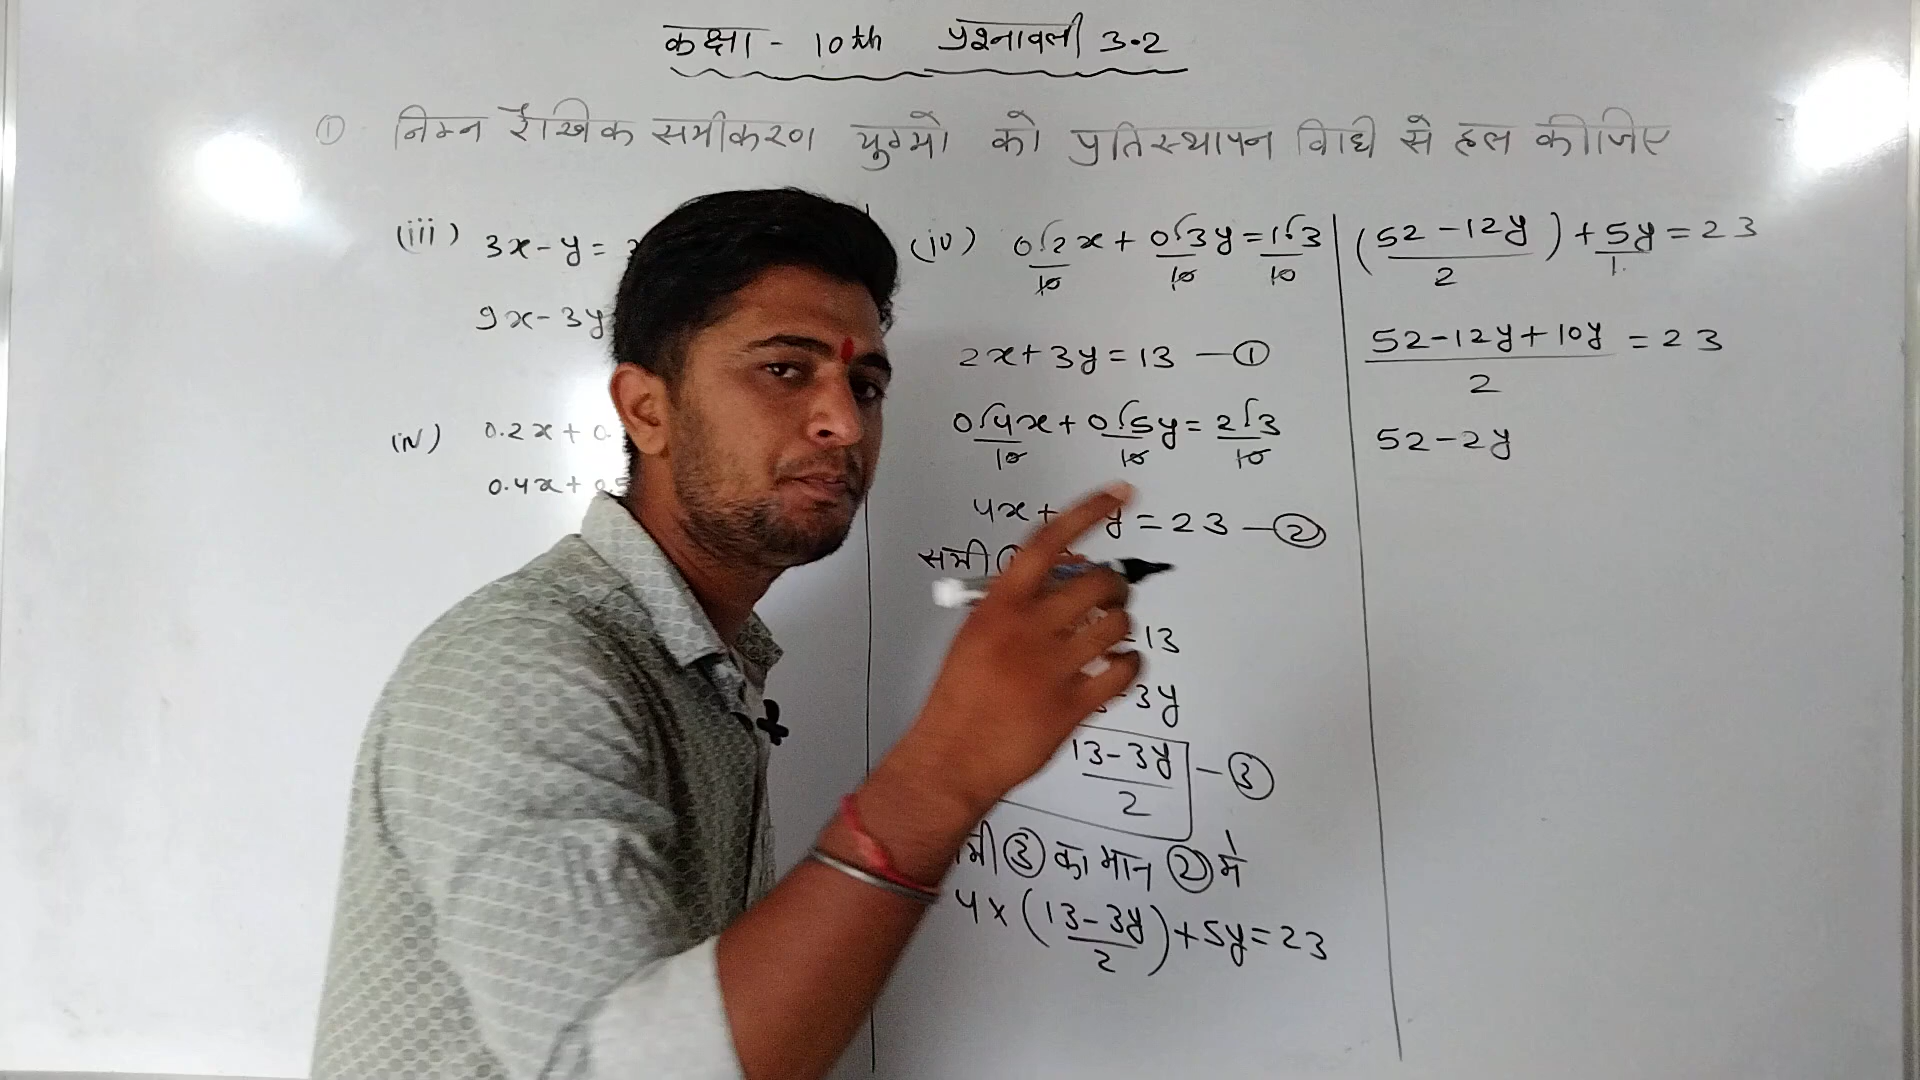 कक्षा - 10th प्रश्नावली 3.2
① निम्न रैखिक समीकरण युग्मो को प्रतिस्थापन विधि से हल कीजिए
(iii) 3x - y =
9x - 3y
(iv) 0.2x + 0.
0.4x + 0.5
(iv) 0.2x/10 + 0.3y/10 = 1.3/10
2x + 3y = 13 — ①
0.4x/10 + 0.5y/10 = 2.3/10
4x + y = 23 — ②
समी
-13
- 3y
13 - 3y/2 — ③
मी ③ का मान ② में
4 × (13 - 3y/2) + 5y = 23
(52 - 12y/2) + 5y/1 = 23
52 - 12y + 10y/2 = 23
52 - 2y